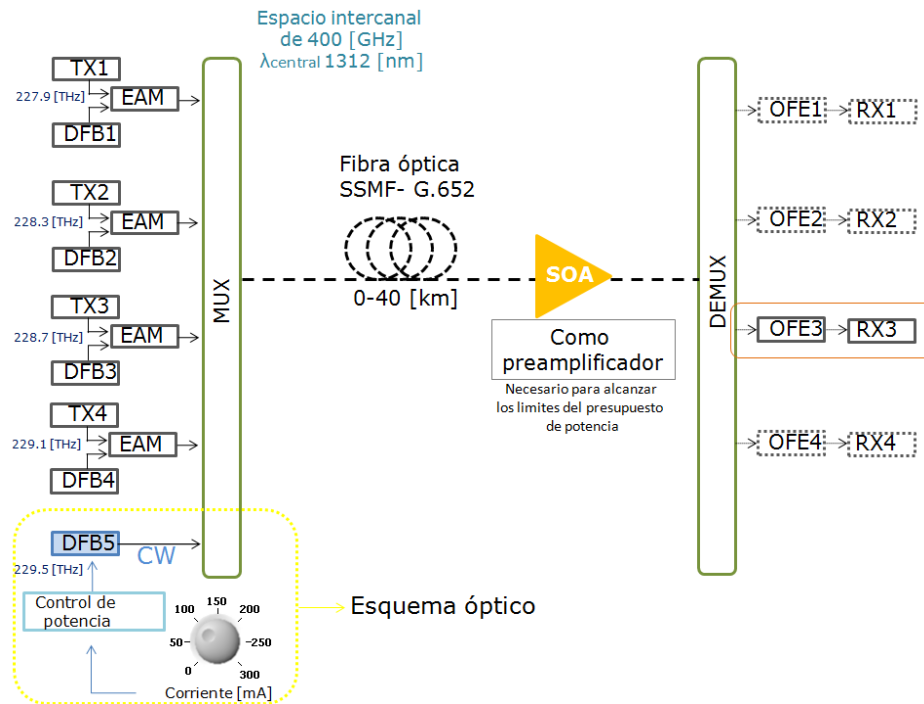 Espacio intercanal
de 400 [GHz]
λcentral 1312 [nm]
TX1
227.9 [THz]
EAM
DFB1
TX2
228.3 [THz]
EAM
DFB2
TX3
228.7 [THz]
EAM
DFB3
TX4
229.1 [THz]
EAM
DFB4
DFB5
CW
229.5 [THz]
MUX
Fibra óptica
SSMF- G.652
0-40 [km]
SOA
Como
preamplificador
Necesario para alcanzar
los limites del presupuesto
de potencia
DEMUX
OFE1
RX1
OFE2
RX2
OFE3
RX3
OFE4
RX4
Control de
potencia
0
50
100
150
200
250
300
Corriente [mA]
Esquema óptico